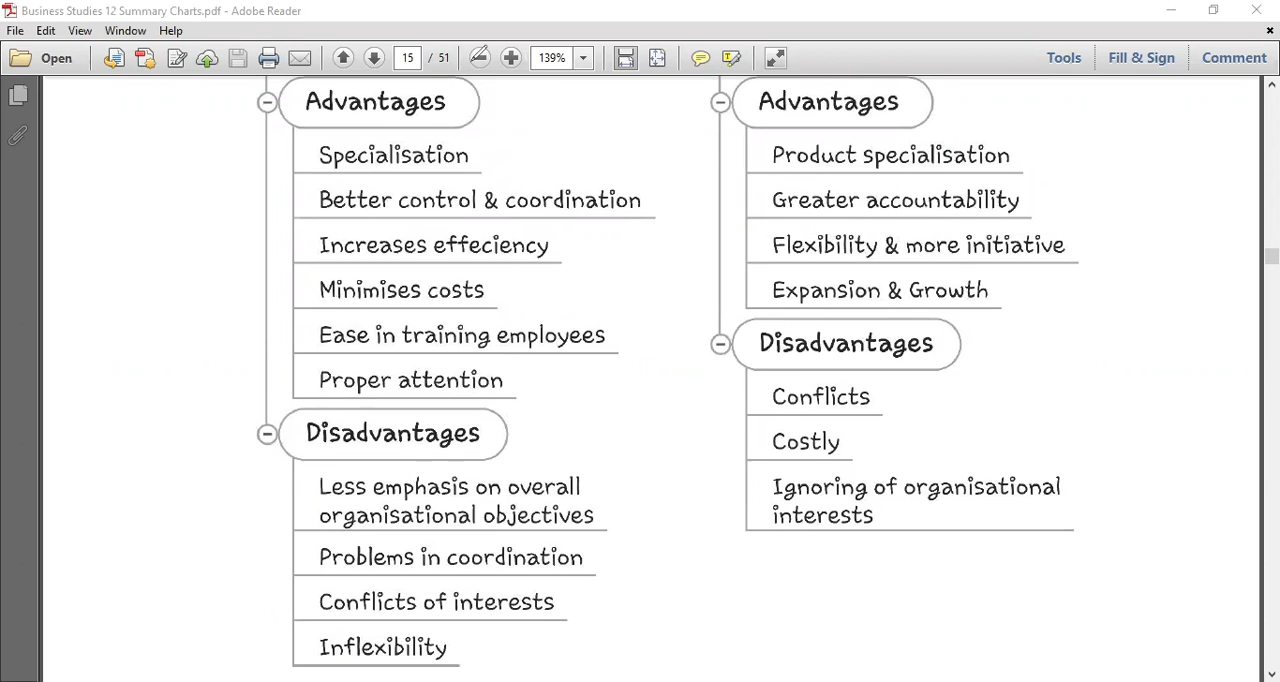 Business Studies 12 Summary Charts.pdf - Adobe Reader
File Edit View Window Help
Open 15 / 51 139% Tools Fill & Sign Comment
Advantages
Specialisation
Better control & coordination
Increases effeciency
Minimises costs
Ease in training employees
Proper attention
Disadvantages
Less emphasis on overall
organisational objectives
Problems in coordination
Conflicts of interests
Inflexibility
Advantages
Product specialisation
Greater accountability
Flexibility & more initiative
Expansion & Growth
Disadvantages
Conflicts
Costly
Ignoring of organisational
interests